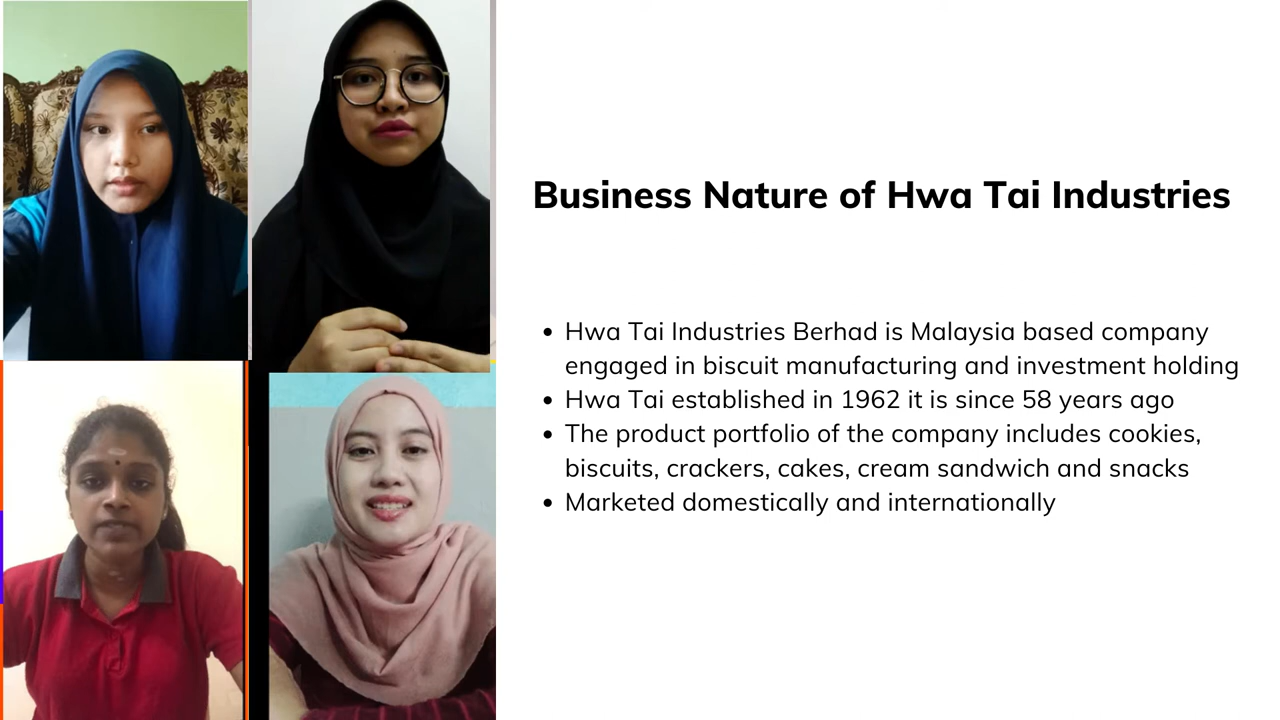 Business Nature of Hwa Tai Industries
• Hwa Tai Industries Berhad is Malaysia based company
engaged in biscuit manufacturing and investment holding
• Hwa Tai established in 1962 it is since 58 years ago
• The product portfolio of the company includes cookies,
biscuits, crackers, cakes, cream sandwich and snacks
• Marketed domestically and internationally